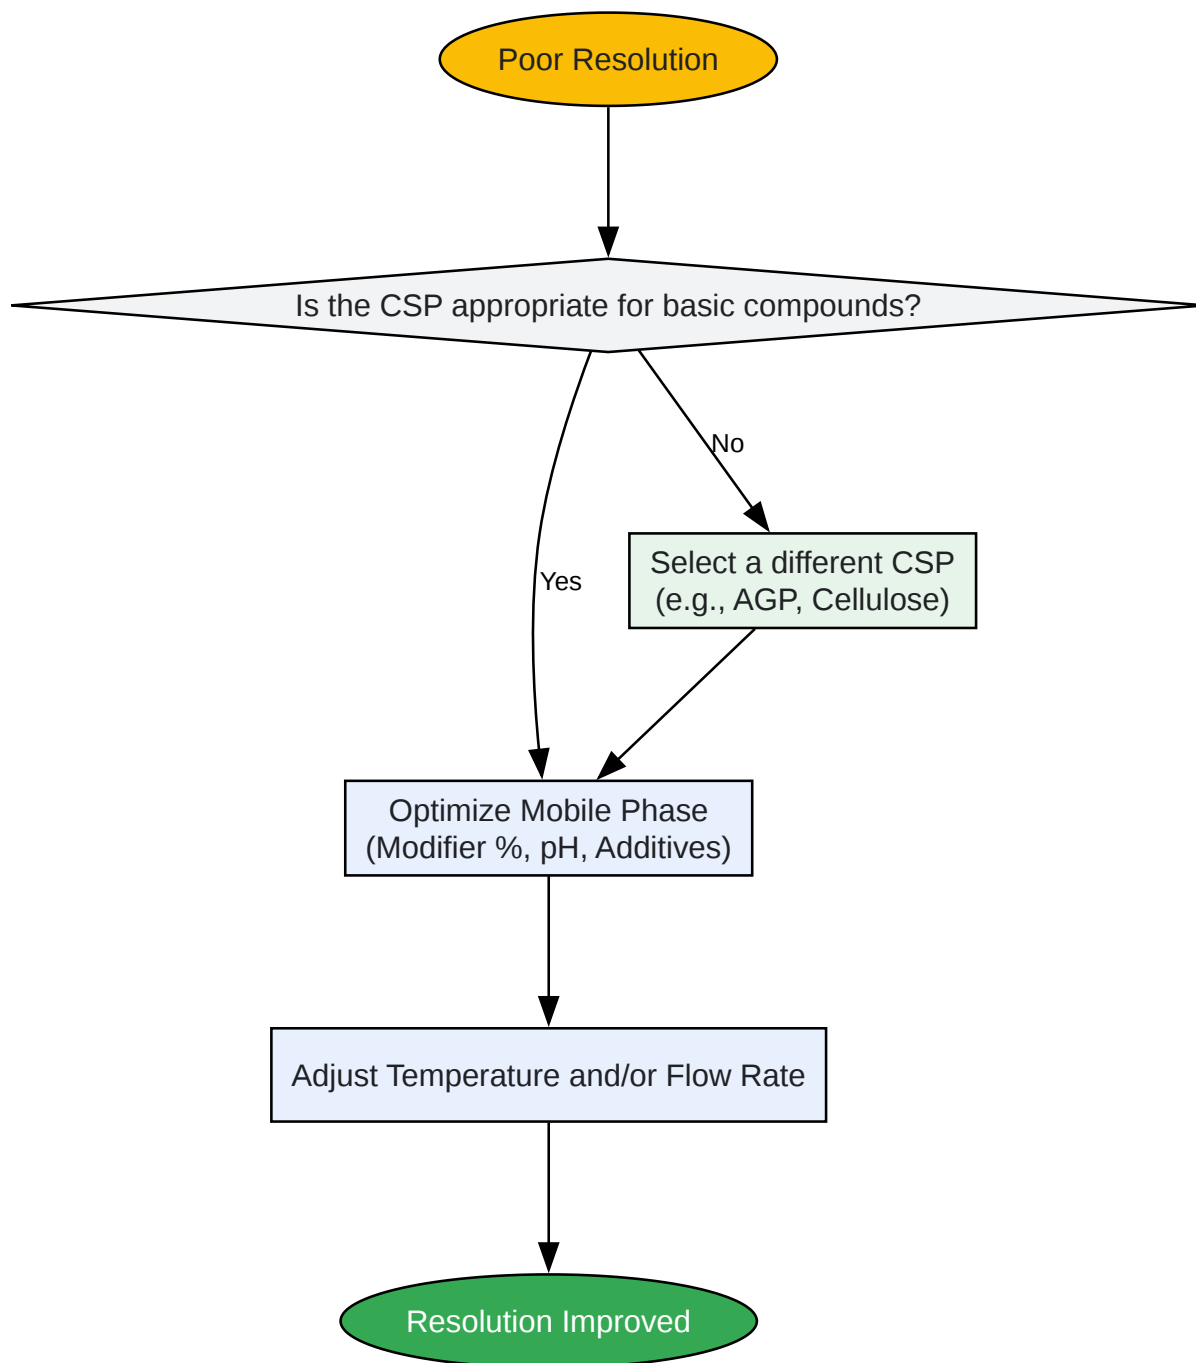 Poor Resolution
Is the CSP appropriate for basic compounds?
No
Select a different CSP
(e.g., AGP, Cellulose)
Yes
Optimize Mobile Phase
(Modifier %, pH, Additives)
Adjust Temperature and/or Flow Rate
Resolution Improved